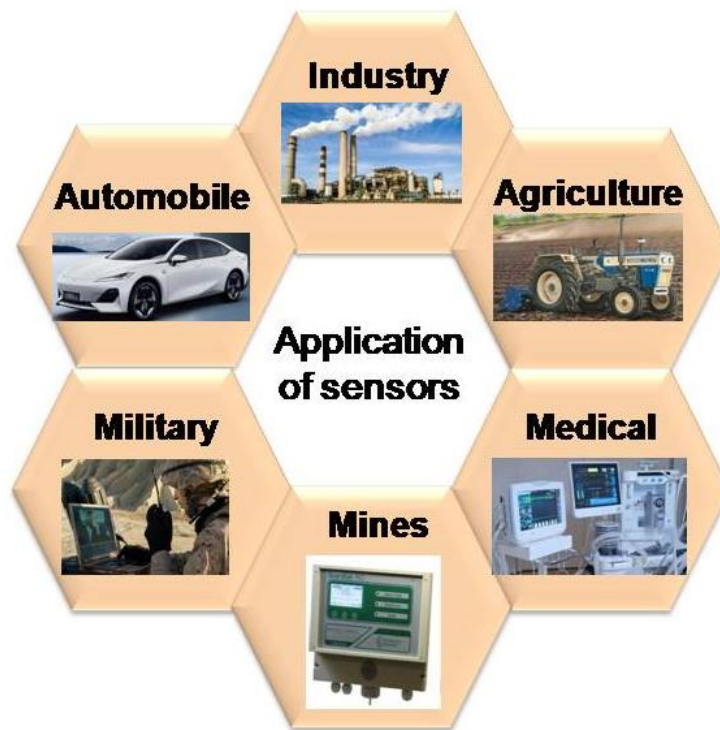 Industry
Automobile
Agriculture
Application
of sensors
Military
Medical
Mines